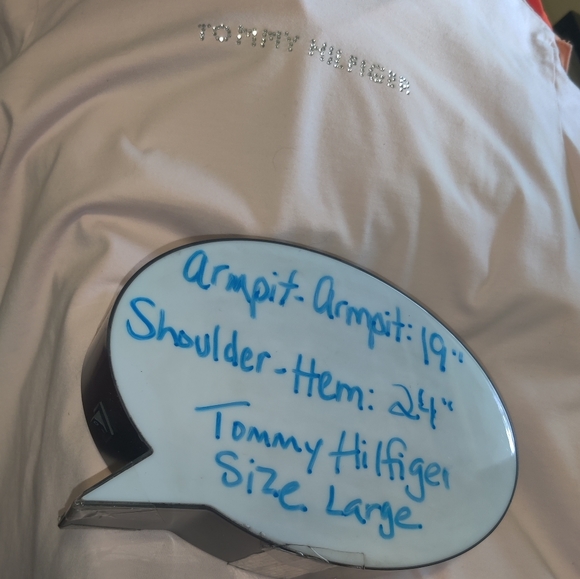 TOMMY HILFIGER
Armpit-Armpit: 19"
Shoulder-Hem: 24"
Tommy Hilfiger
Size Large